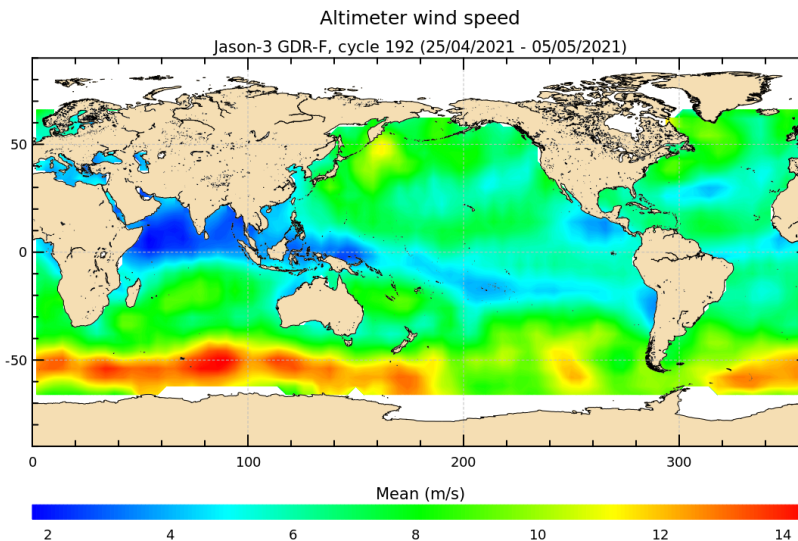 Altimeter wind speed
Jason-3 GDR-F, cycle 192 (25/04/2021 - 05/05/2021)
50
0
-50
0 100 200 300
Mean (m/s)
2 4 6 8 10 12 14